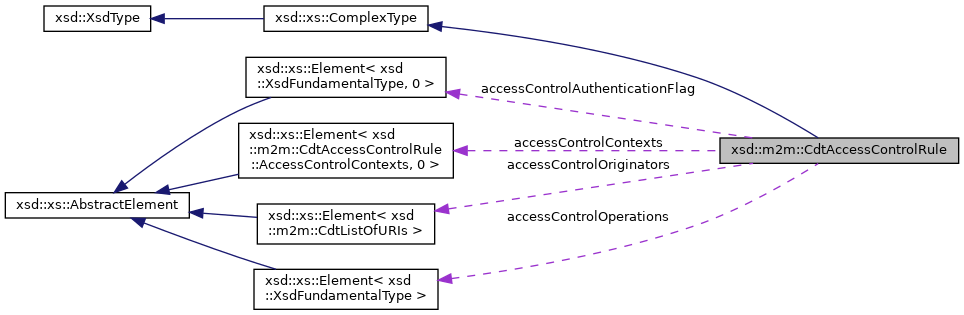 xsd::XsdType
xsd::xs::ComplexType
xsd::xs::Element< xsd
::XsdFundamentalType, 0 >
accessControlAuthenticationFlag
xsd::xs::Element< xsd
::m2m::CdtAccessControlRule
::AccessControlContexts, 0 >
accessControlContexts
xsd::m2m::CdtAccessControlRule
accessControlOriginators
xsd::xs::AbstractElement
xsd::xs::Element< xsd
::m2m::CdtListOfURIs >
accessControlOperations
xsd::xs::Element< xsd
::XsdFundamentalType >